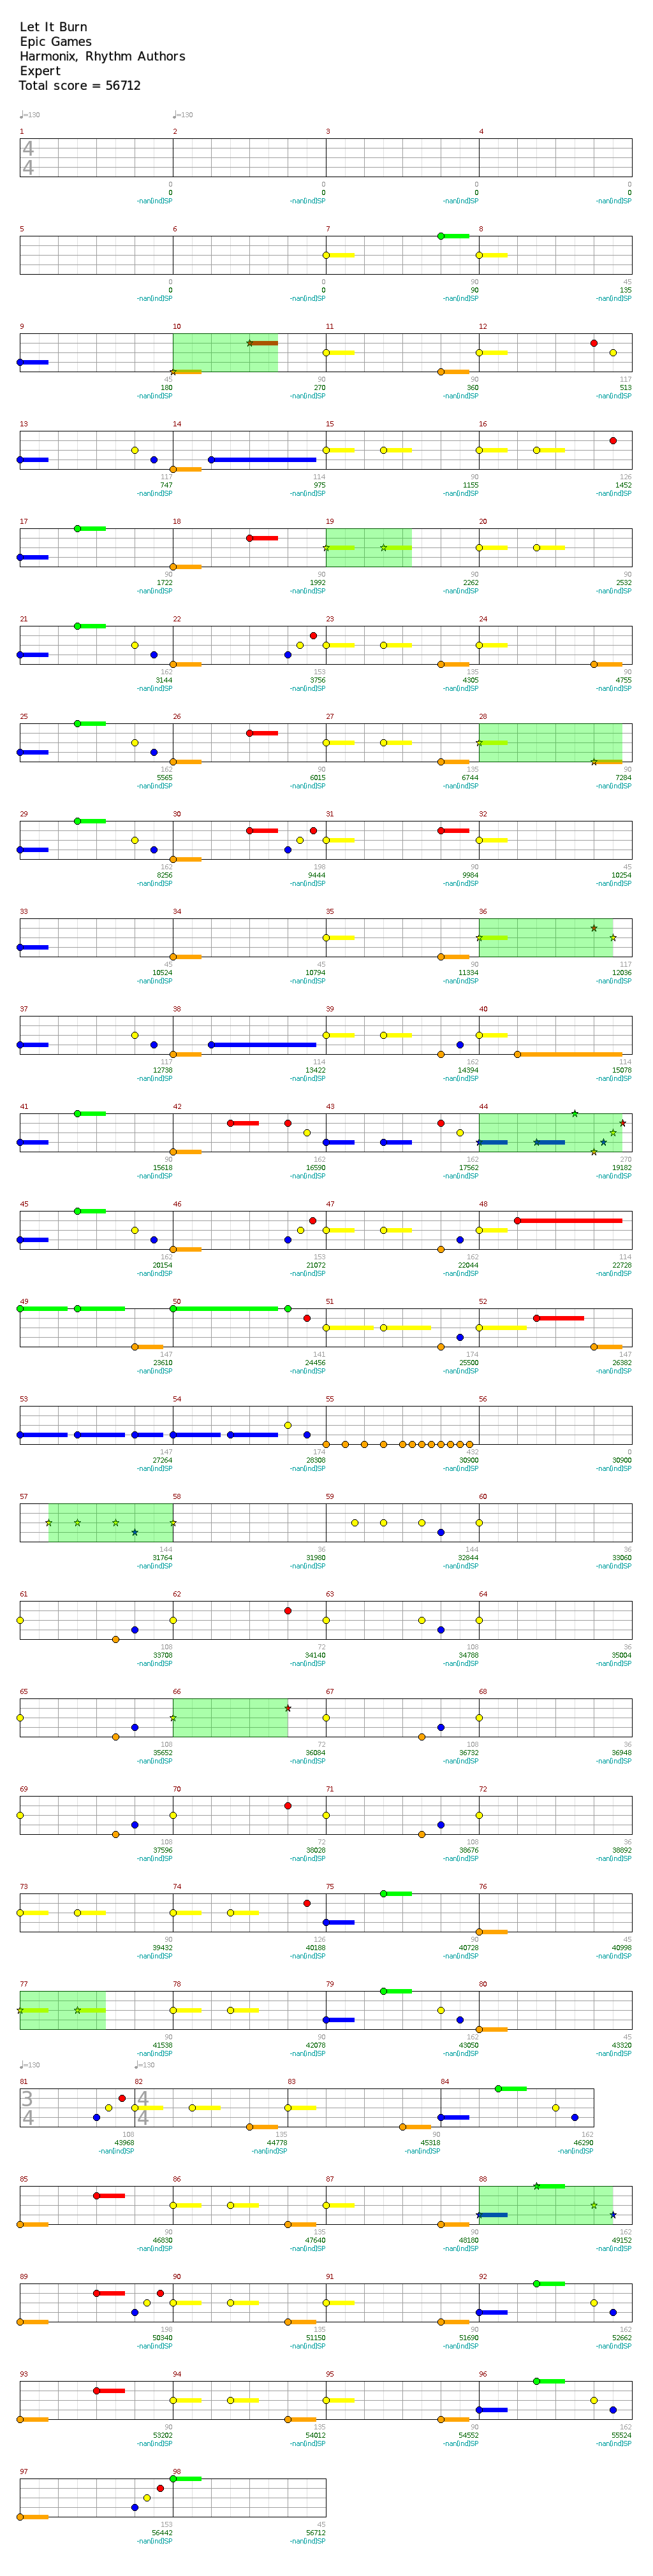 Let It Burn
Epic Games
Harmonix, Rhythm Authors
Expert
Total score = 56712
♩=130 ♩=130
1 2 3 4
4
4
0 0 0 0
0 0 0 0
-nan(ind)SP -nan(ind)SP -nan(ind)SP -nan(ind)SP
5 6 7 8
0 0 90 45
0 0 90 135
-nan(ind)SP -nan(ind)SP -nan(ind)SP -nan(ind)SP
9 10 11 12
45 90 90 117
180 270 360 513
-nan(ind)SP -nan(ind)SP -nan(ind)SP -nan(ind)SP
13 14 15 16
117 114 90 126
747 975 1155 1452
-nan(ind)SP -nan(ind)SP -nan(ind)SP -nan(ind)SP
17 18 19 20
90 90 90 90
1722 1992 2262 2532
-nan(ind)SP -nan(ind)SP -nan(ind)SP -nan(ind)SP
21 22 23 24
162 153 135 90
3144 3756 4305 4755
-nan(ind)SP -nan(ind)SP -nan(ind)SP -nan(ind)SP
25 26 27 28
162 90 135 90
5565 6015 6744 7284
-nan(ind)SP -nan(ind)SP -nan(ind)SP -nan(ind)SP
29 30 31 32
162 198 90 45
8256 9444 9984 10254
-nan(ind)SP -nan(ind)SP -nan(ind)SP -nan(ind)SP
33 34 35 36
45 45 90 117
10524 10794 11334 12036
-nan(ind)SP -nan(ind)SP -nan(ind)SP -nan(ind)SP
37 38 39 40
117 114 162 114
12738 13422 14394 15078
-nan(ind)SP -nan(ind)SP -nan(ind)SP -nan(ind)SP
41 42 43 44
90 162 162 270
15618 16590 17562 19182
-nan(ind)SP -nan(ind)SP -nan(ind)SP -nan(ind)SP
45 46 47 48
162 153 162 114
20154 21072 22044 22728
-nan(ind)SP -nan(ind)SP -nan(ind)SP -nan(ind)SP
49 50 51 52
147 141 174 147
23610 24456 25500 26382
-nan(ind)SP -nan(ind)SP -nan(ind)SP -nan(ind)SP
53 54 55 56
147 174 432 0
27264 28308 30900 30900
-nan(ind)SP -nan(ind)SP -nan(ind)SP -nan(ind)SP
57 58 59 60
144 36 144 36
31764 31980 32844 33060
-nan(ind)SP -nan(ind)SP -nan(ind)SP -nan(ind)SP
61 62 63 64
108 72 108 36
33708 34140 34788 35004
-nan(ind)SP -nan(ind)SP -nan(ind)SP -nan(ind)SP
65 66 67 68
108 72 108 36
35652 36084 36732 36948
-nan(ind)SP -nan(ind)SP -nan(ind)SP -nan(ind)SP
69 70 71 72
108 72 108 36
37596 38028 38676 38892
-nan(ind)SP -nan(ind)SP -nan(ind)SP -nan(ind)SP
73 74 75 76
90 126 90 45
39432 40188 40728 40998
-nan(ind)SP -nan(ind)SP -nan(ind)SP -nan(ind)SP
77 78 79 80
90 90 162 45
41538 42078 43050 43320
-nan(ind)SP -nan(ind)SP -nan(ind)SP -nan(ind)SP
♩=130 ♩=130
81 82 83 84
3 4
4 4
108 135 90 162
43968 44778 45318 46290
-nan(ind)SP -nan(ind)SP -nan(ind)SP -nan(ind)SP
85 86 87 88
90 135 90 162
46830 47640 48180 49152
-nan(ind)SP -nan(ind)SP -nan(ind)SP -nan(ind)SP
89 90 91 92
198 135 90 162
50340 51150 51690 52662
-nan(ind)SP -nan(ind)SP -nan(ind)SP -nan(ind)SP
93 94 95 96
90 135 90 162
53202 54012 54552 55524
-nan(ind)SP -nan(ind)SP -nan(ind)SP -nan(ind)SP
97 98
153 45
56442 56712
-nan(ind)SP -nan(ind)SP